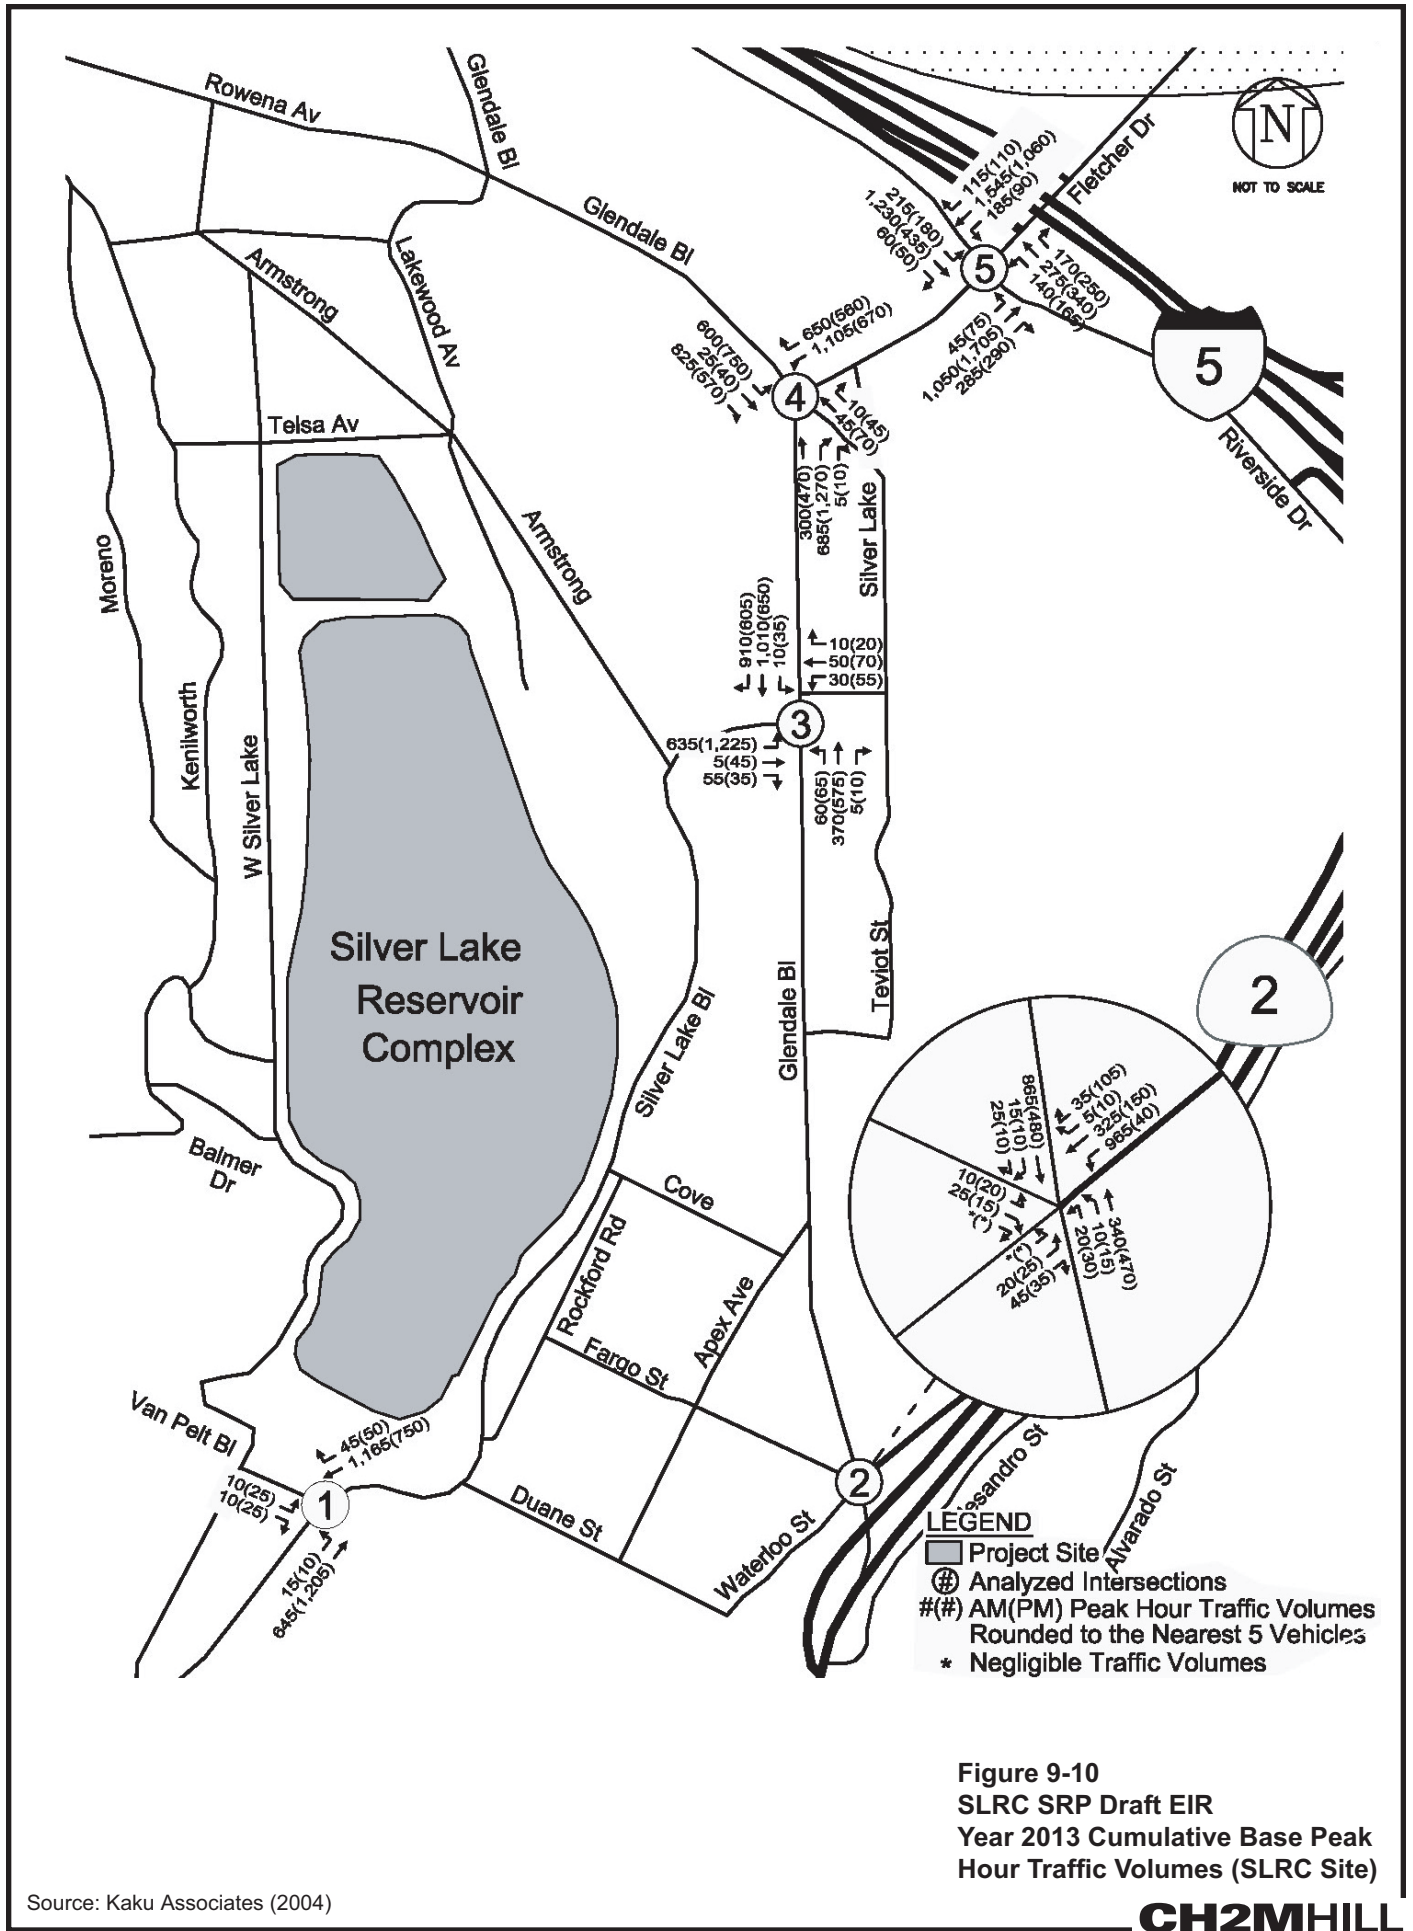 Rowena Av
Glendale Bl
Glendale Bl
Fletcher Dr
N
NOT TO SCALE
115(110)
1,545(1,060)
185(90)
215(180)
1,230(435)
60(50)
5
170(250)
275(340)
140(165)
45(75)
1,050(1,705)
285(290)
5
Riverside Dr
Armstrong
Lakewood Av
650(560)
1,105(670)
600(750)
25(40)
825(570)
4
10(45)
45(70)
300(470)
685(1,270)
5(10)
Silver Lake
Telsa Av
Armstrong
Moreno
Kenilworth
W Silver Lake
910(605)
1,010(650)
10(35)
10(20)
50(70)
30(55)
3
635(1,225)
5(45)
55(35)
60(65)
370(575)
5(10)
Silver Lake
Reservoir
Complex
Silver Lake Bl
Glendale Bl
Teviot St
2
865(480)
15(10)
25(10)
35(105)
5(10)
325(150)
965(40)
10(20)
25(15)
*(*)
*(*)
20(25)
45(35)
340(470)
10(15)
20(30)
Balmer
Dr
Cove
Rockford Rd
Apex Ave
Fargo St
Van Pelt Bl
45(50)
1,165(750)
10(25)
10(25)
1
15(10)
645(1,205)
Duane St
Waterloo St
2
esandro St
Alvarado St
LEGEND
Project Site
(#) Analyzed Intersections
#(#) AM(PM) Peak Hour Traffic Volumes
Rounded to the Nearest 5 Vehicles
* Negligible Traffic Volumes
Figure 9-10
SLRC SRP Draft EIR
Year 2013 Cumulative Base Peak
Hour Traffic Volumes (SLRC Site)
Source: Kaku Associates (2004)
CH2MHILL